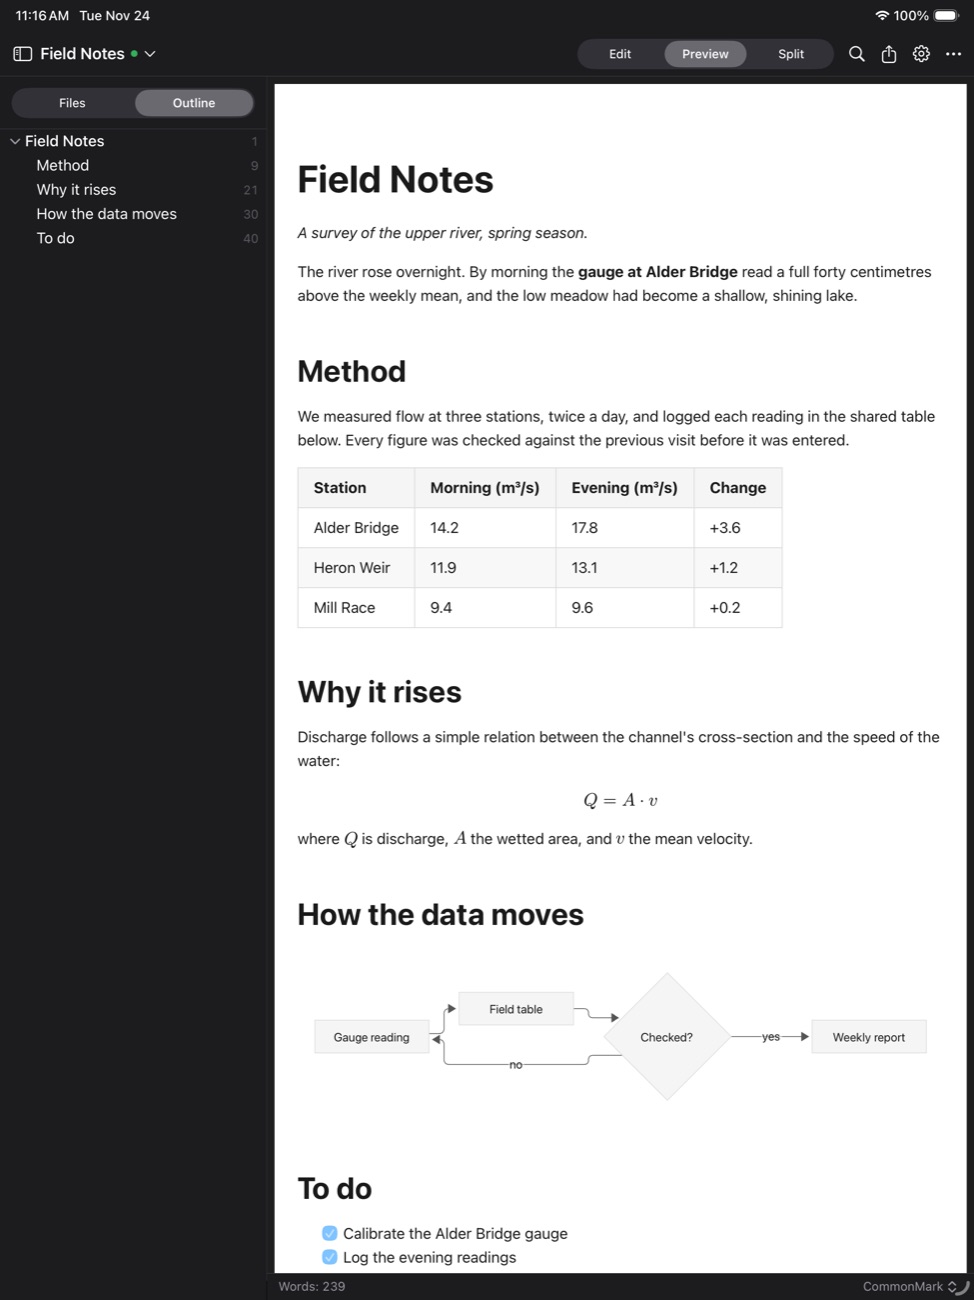 11:16 AM Tue Nov 24
100%
Field Notes
Edit Preview Split
Files Outline
Field Notes 1
Method 9
Why it rises 21
How the data moves 30
To do 40
Field Notes
A survey of the upper river, spring season.
The river rose overnight. By morning the gauge at Alder Bridge read a full forty centimetres
above the weekly mean, and the low meadow had become a shallow, shining lake.
Method
We measured flow at three stations, twice a day, and logged each reading in the shared table
below. Every figure was checked against the previous visit before it was entered.
Station Morning (m³/s) Evening (m³/s) Change
Alder Bridge 14.2 17.8 +3.6
Heron Weir 11.9 13.1 +1.2
Mill Race 9.4 9.6 +0.2
Why it rises
Discharge follows a simple relation between the channel's cross-section and the speed of the
water:
Q = A · v
where Q is discharge, A the wetted area, and v the mean velocity.
How the data moves
Gauge reading
Field table
Checked?
yes
Weekly report
no
To do
Calibrate the Alder Bridge gauge
Log the evening readings
Words: 239
CommonMark